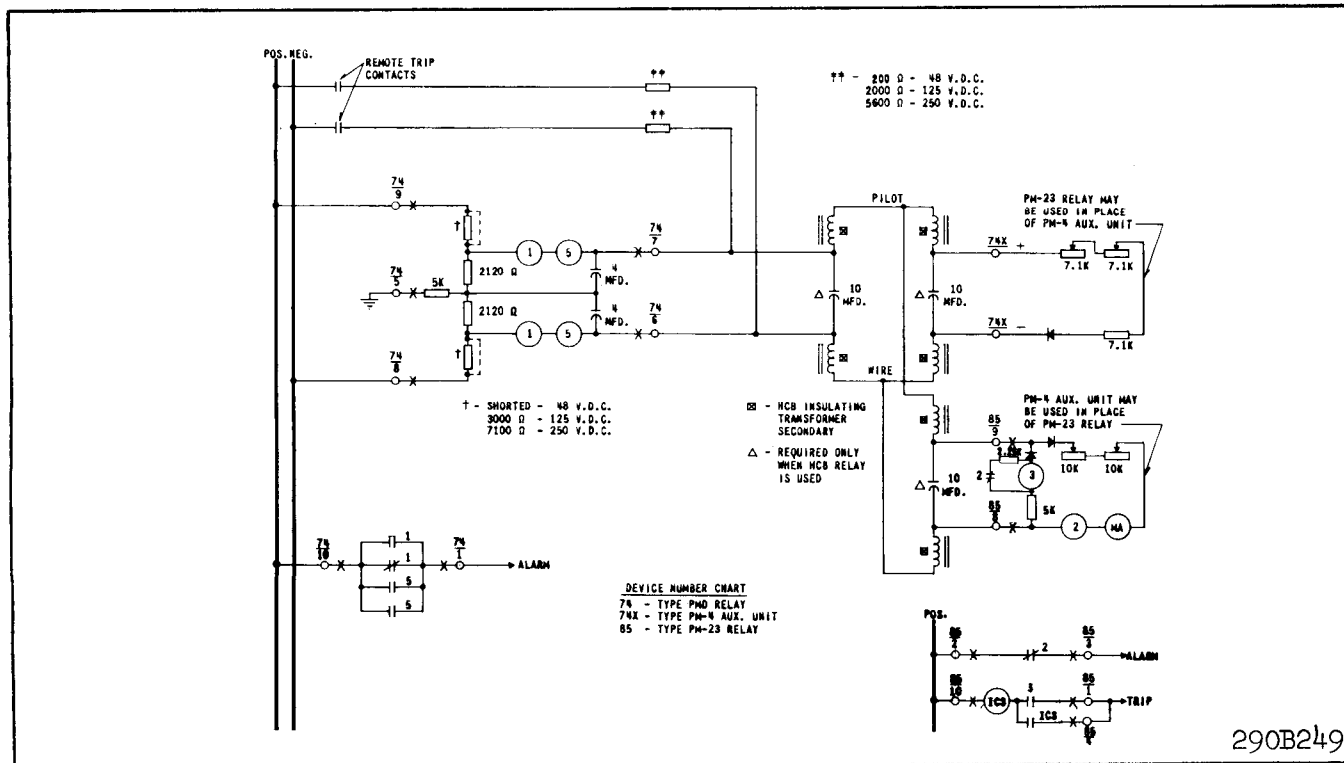 POS. NEG.
REMOTE TRIP
CONTACTS
**
**
** - 200 Ω - 48 V.D.C.
2000 Ω - 125 V.D.C.
5600 Ω - 250 V.D.C.
74
9
†
2120 Ω
1
5
4
MFD.
74
7
74
5
5K
2120 Ω
1
5
4
MFD.
74
6
†
74
8
† - SHORTED - 48 V.D.C.
3000 Ω - 125 V.D.C.
7100 Ω - 250 V.D.C.
PILOT
WIRE
△ 10
MFD.
△ 10
MFD.
74X +
7.1K
7.1K
74X -
7.1K
PM-23 RELAY MAY
BE USED IN PLACE
OF PM-4 AUX. UNIT
PM-4 AUX. UNIT MAY
BE USED IN PLACE
OF PM-23 RELAY
⊠ - HCB INSULATING
TRANSFORMER
SECONDARY
△ - REQUIRED ONLY
WHEN HCB RELAY
IS USED
△ 10
MFD.
85
9
2
3
5K
10K
10K
85
2
MA
74
10
1
1
5
5
74
1
ALARM
DEVICE NUMBER CHART
74 - TYPE PMD RELAY
74X - TYPE PM-4 AUX. UNIT
85 - TYPE PM-23 RELAY
POS.
85
2
2
85
3
ALARM
85
10
ICS
3
85
1
TRIP
ICS
85
290B249